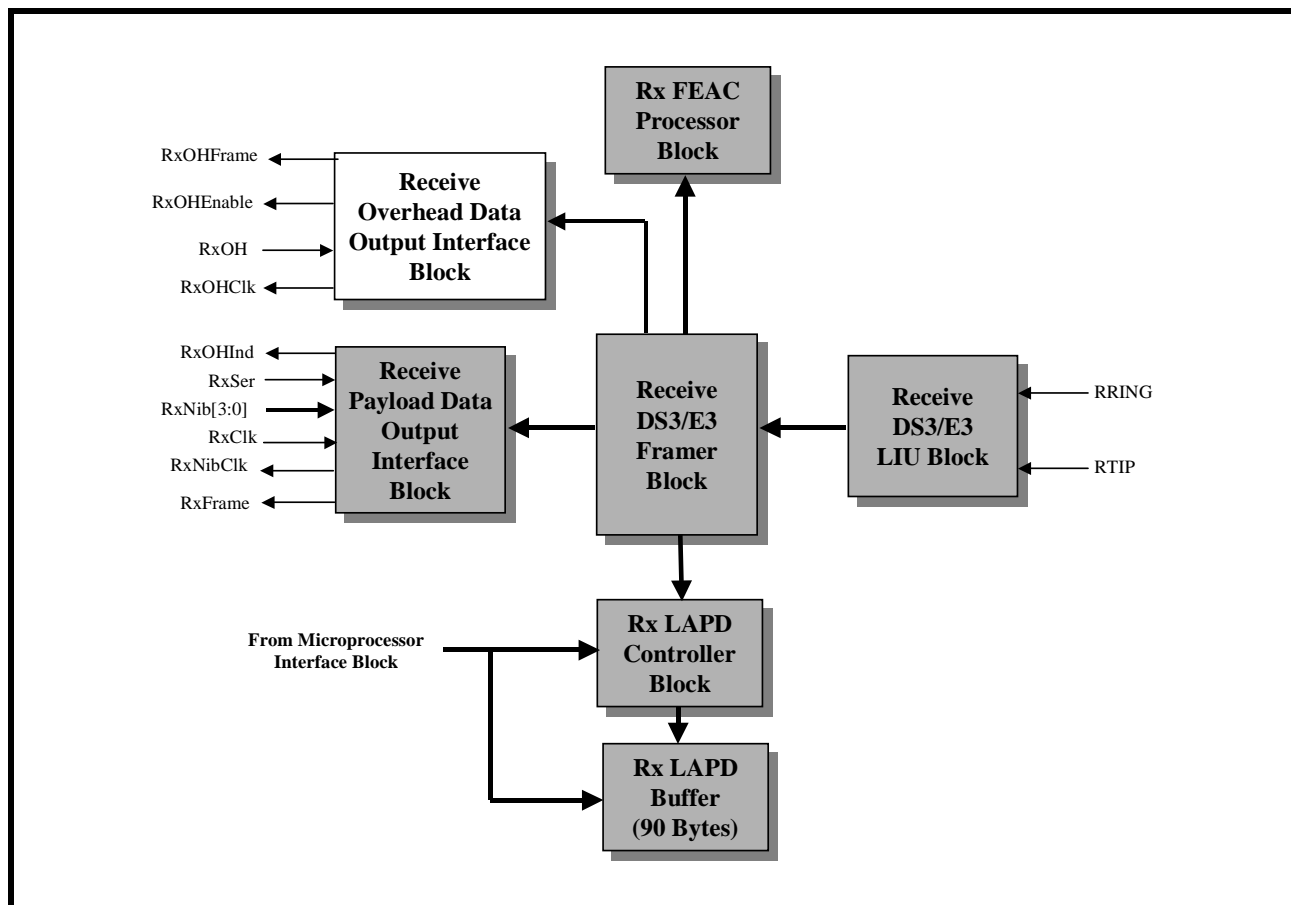 Rx FEAC
Processor
Block
RxOHFrame
RxOHEnable
RxOH
RxOHClk
Receive
Overhead Data
Output Interface
Block
RxOHInd
RxSer
RxNib[3:0]
RxClk
RxNibClk
RxFrame
Receive
Payload Data
Output
Interface
Block
Receive
DS3/E3
Framer
Block
Receive
DS3/E3
LIU Block
RRING
RTIP
From Microprocessor
Interface Block
Rx LAPD
Controller
Block
Rx LAPD
Buffer
(90 Bytes)